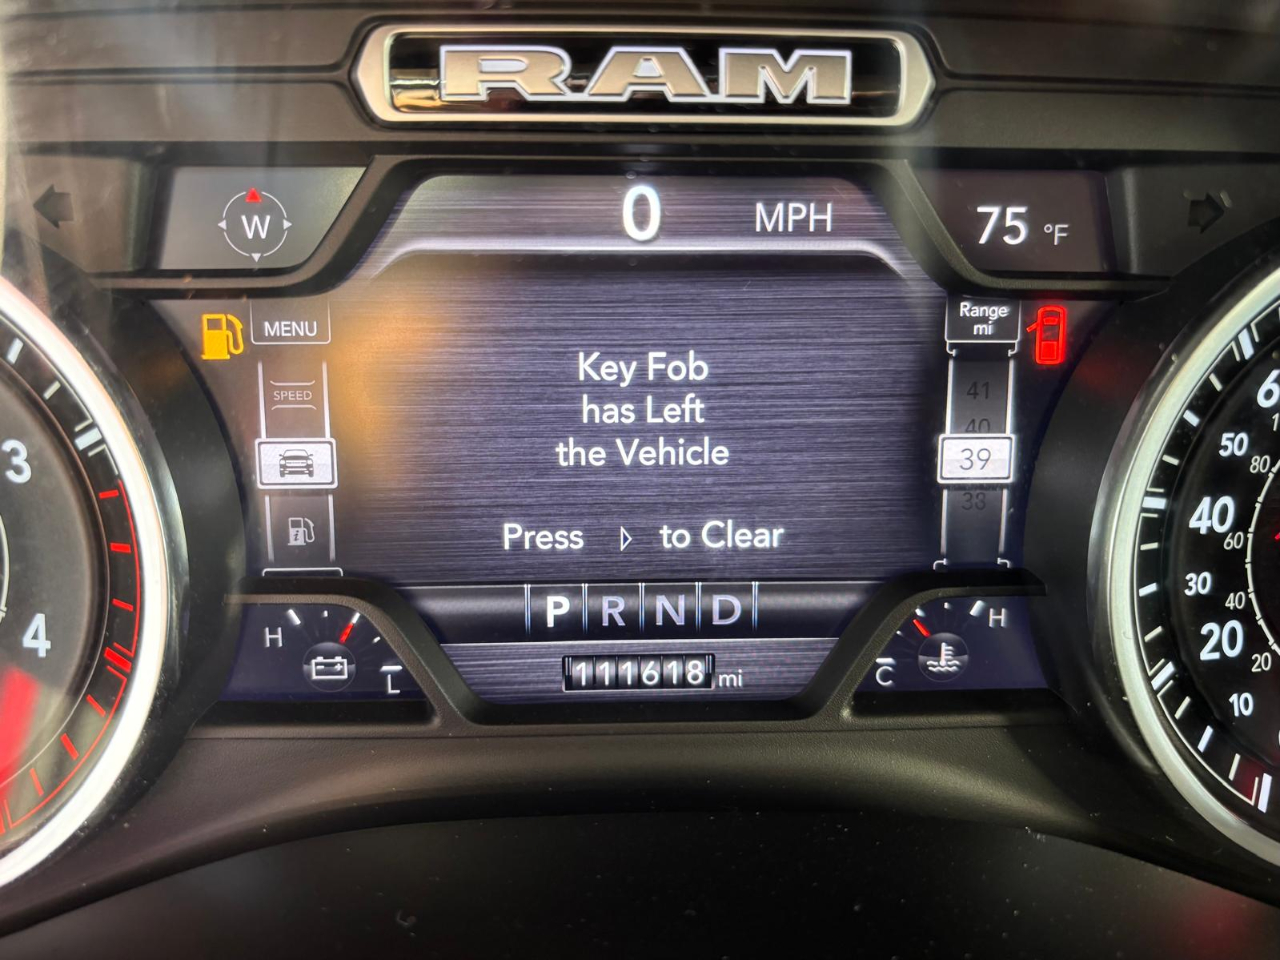 RAM
W
0 MPH
75 °F
MENU
Range
mi
SPEED
41
40
39
38
Key Fob
has Left
the Vehicle
Press ▷ to Clear
P R N D
H
L
111618 mi
C
H
3
4
50
80
40
60
30
40
20
20
10